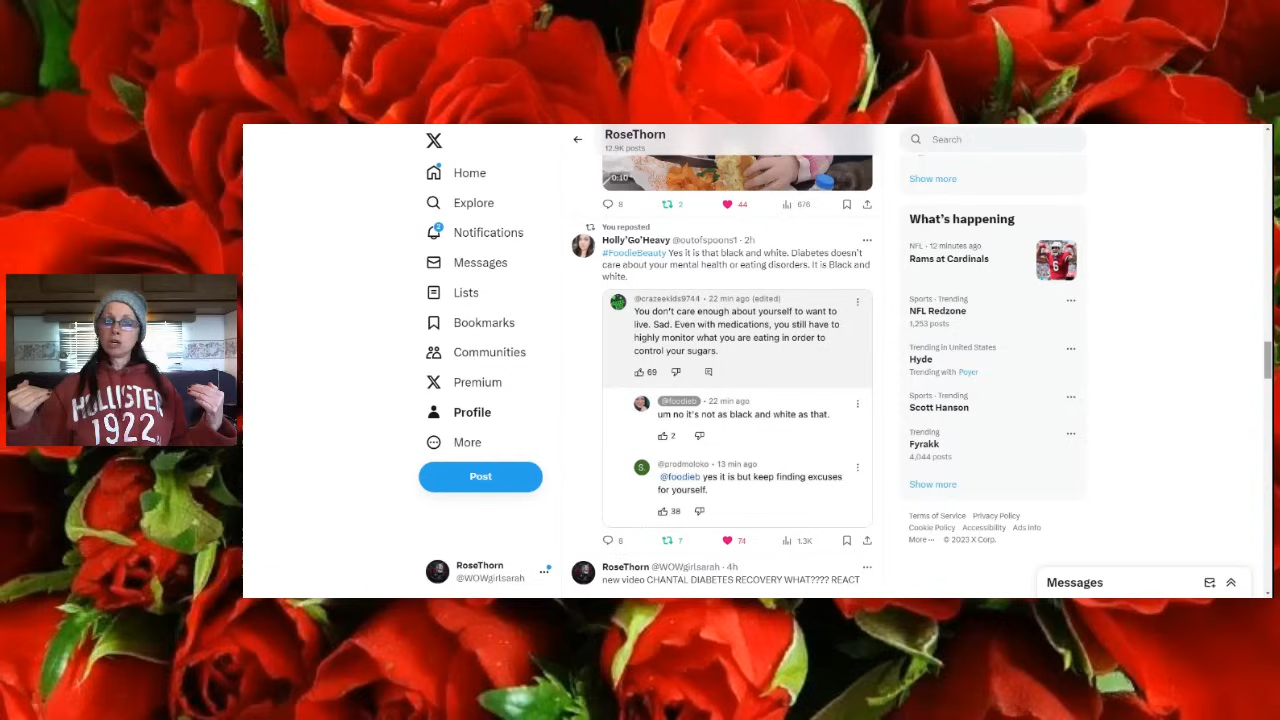 HOLLISTER
1922
Home
Explore
2
Notifications
Messages
Lists
Bookmarks
Communities
Premium
Profile
More
Post
RoseThorn
@WOWgirlsarah
RoseThorn
12.9K posts
0:10
8 2 44 676
You reposted
Holly'Go'Heavy @outofspoons1 · 2h
#FoodieBeauty Yes it is that black and white. Diabetes doesn't
care about your mental health or eating disorders. It is Black and
white.
@crazeekids9744 · 22 min ago (edited)
You don't care enough about yourself to want to
live. Sad. Even with medications, you still have to
highly monitor what you are eating in order to
control your sugars.
69
@foodieb · 22 min ago
um no it's not as black and white as that.
2
@prodmoloko · 13 min ago
@foodieb yes it is but keep finding excuses
for yourself.
38
8 7 74 1.3K
RoseThorn @WOWgirlsarah · 4h
new video CHANTAL DIABETES RECOVERY WHAT???? REACT
Search
Show more
What's happening
NFL · 12 minutes ago
Rams at Cardinals
Sports · Trending
NFL Redzone
1,253 posts
Trending in United States
Hyde
Trending with Poyer
Sports · Trending
Scott Hanson
Trending
Fyrakk
4,044 posts
Show more
Terms of Service Privacy Policy
Cookie Policy Accessibility Ads info
More ··· © 2023 X Corp.
Messages